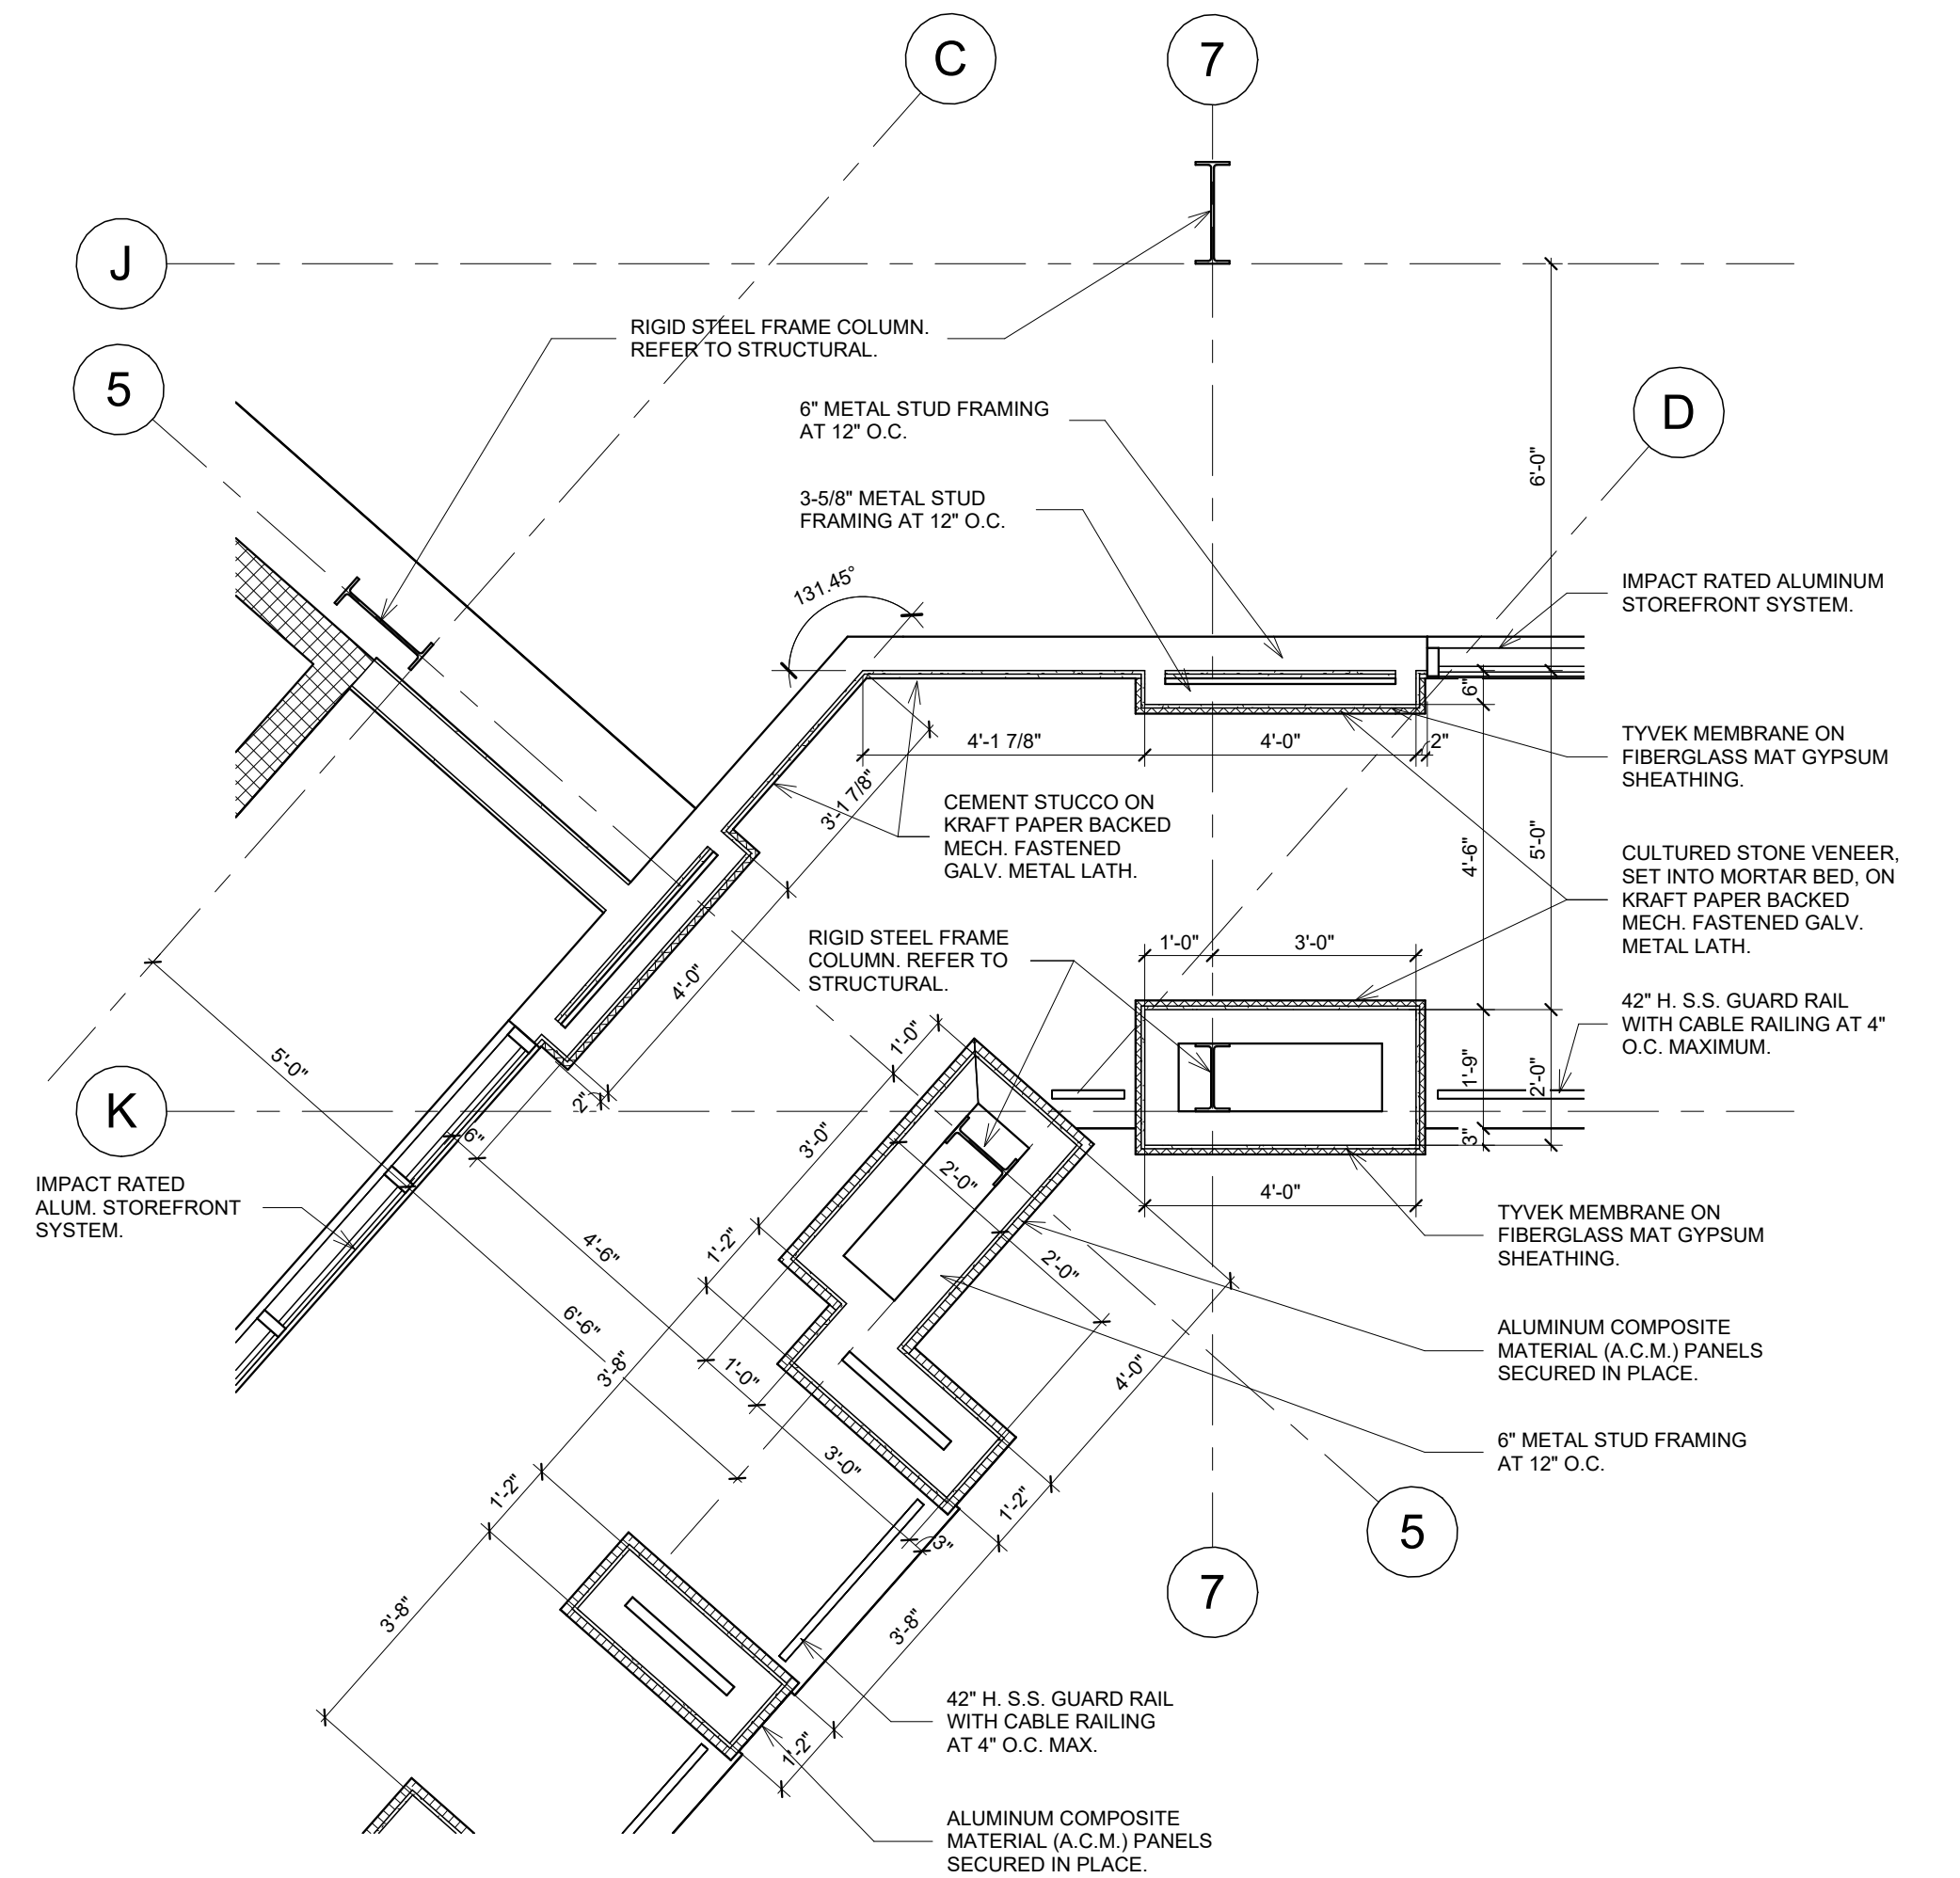 C
7
J
5
RIGID STEEL FRAME COLUMN.
REFER TO STRUCTURAL.
6" METAL STUD FRAMING
AT 12" O.C.
D
6'-0"
3-5/8" METAL STUD
FRAMING AT 12" O.C.
131.45°
IMPACT RATED ALUMINUM
STOREFRONT SYSTEM.
6"
4'-1 7/8"
4'-0"
2"
TYVEK MEMBRANE ON
FIBERGLASS MAT GYPSUM
SHEATHING.
3'-1 7/8"
CEMENT STUCCO ON
KRAFT PAPER BACKED
MECH. FASTENED
GALV. METAL LATH.
4'-6"
5'-0"
CULTURED STONE VENEER,
SET INTO MORTAR BED, ON
KRAFT PAPER BACKED
MECH. FASTENED GALV.
METAL LATH.
RIGID STEEL FRAME
COLUMN. REFER TO
STRUCTURAL.
1'-0"
3'-0"
4'-0"
42" H. S.S. GUARD RAIL
WITH CABLE RAILING AT 4"
O.C. MAXIMUM.
5'-0"
1'-0"
1'-9"
2'-0"
2"
K
6"
3'-0"
3"
2'-0"
4'-0"
IMPACT RATED
ALUM. STOREFRONT
SYSTEM.
TYVEK MEMBRANE ON
FIBERGLASS MAT GYPSUM
SHEATHING.
4'-6"
1'-2"
2'-0"
6'-6"
3'-8"
1'-0"
4'-0"
ALUMINUM COMPOSITE
MATERIAL (A.C.M.) PANELS
SECURED IN PLACE.
3'-0"
6" METAL STUD FRAMING
AT 12" O.C.
1'-2"
1'-2"
3"
5
7
3'-8"
3'-8"
1'-2"
42" H. S.S. GUARD RAIL
WITH CABLE RAILING
AT 4" O.C. MAX.
ALUMINUM COMPOSITE
MATERIAL (A.C.M.) PANELS
SECURED IN PLACE.